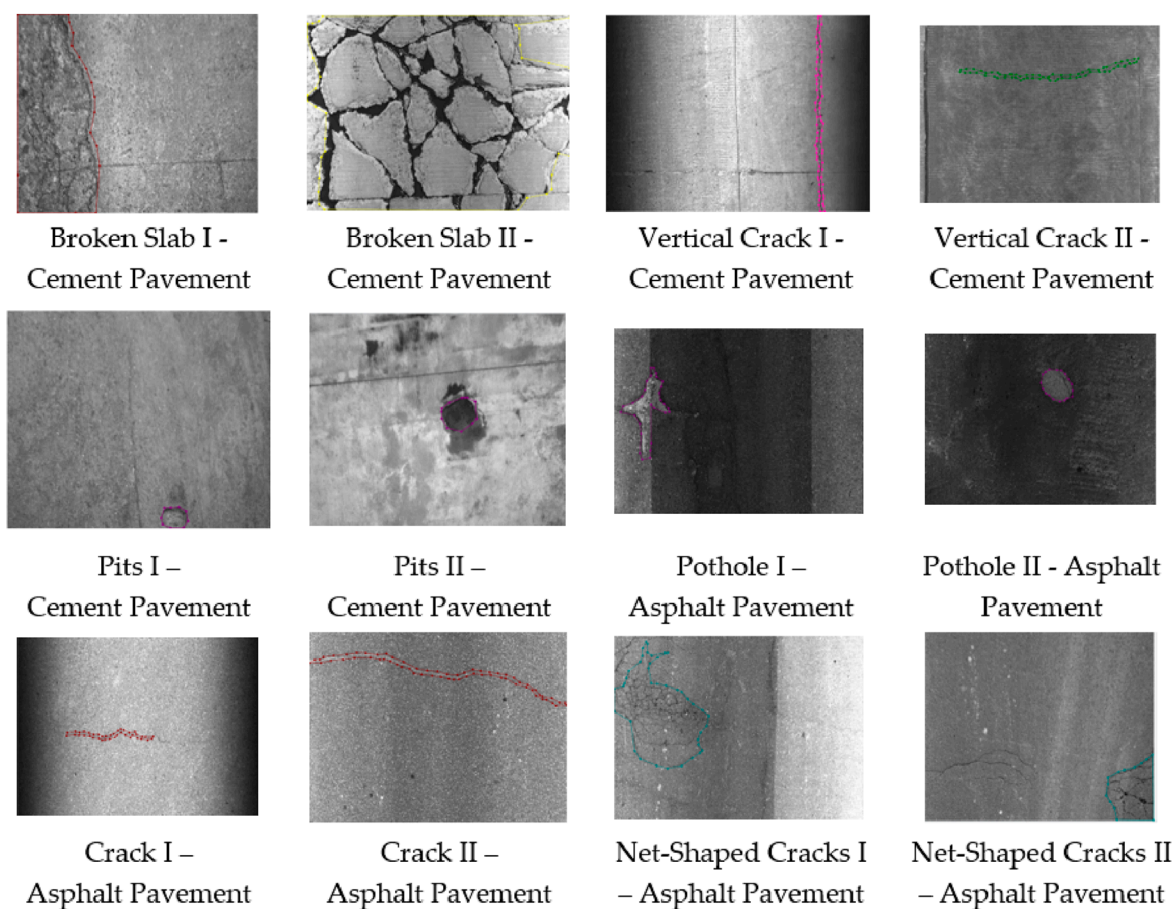 Broken Slab I -
Cement Pavement
Broken Slab II -
Cement Pavement
Vertical Crack I -
Cement Pavement
Vertical Crack II -
Cement Pavement
Pits I –
Cement Pavement
Pits II –
Cement Pavement
Pothole I –
Asphalt Pavement
Pothole II - Asphalt
Pavement
Crack I –
Asphalt Pavement
Crack II –
Asphalt Pavement
Net-Shaped Cracks I
– Asphalt Pavement
Net-Shaped Cracks II
– Asphalt Pavement